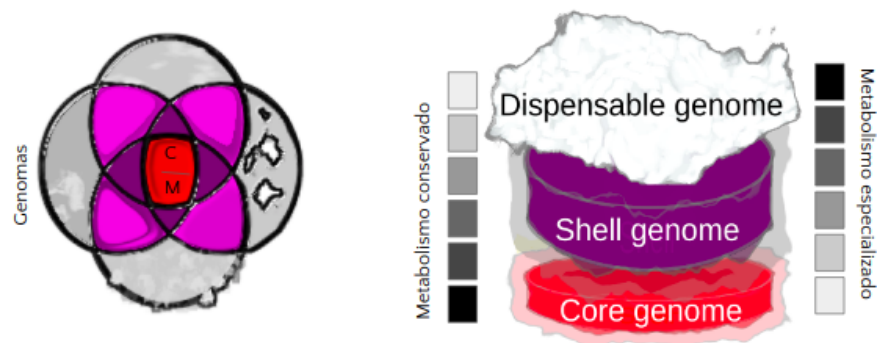 Genomas
C
M
Metabolismo conservado
Dispensable genome
Shell genome
Core genome
Metabolismo especializado